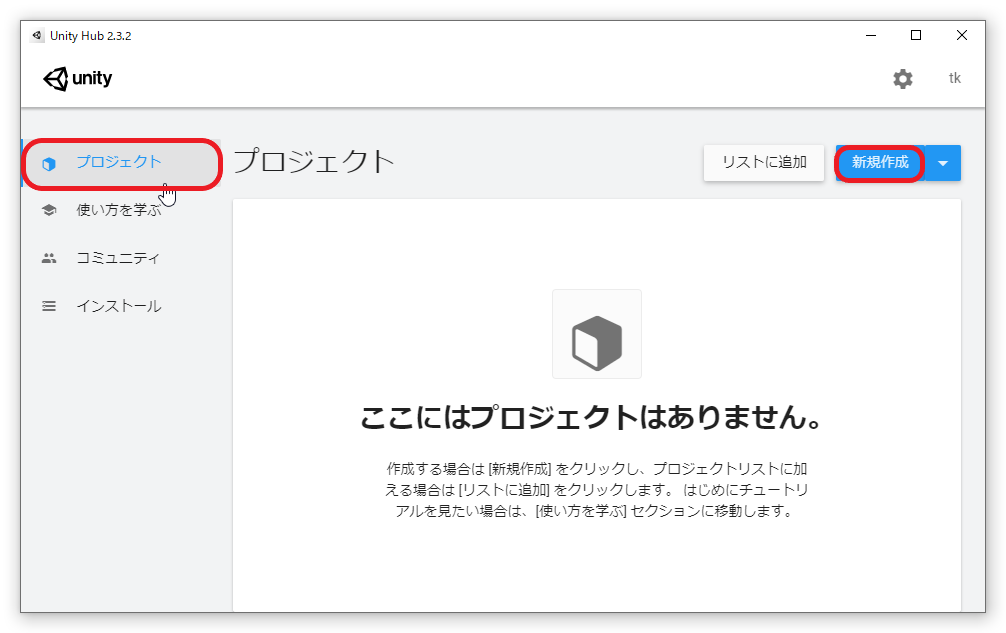 Unity Hub 2.3.2
unity
tk
プロジェクト
使い方を学ぶ
コミュニティ
インストール
プロジェクト
リストに追加
新規作成
ここにはプロジェクトはありません。
作成する場合は [新規作成] をクリックし、プロジェクトリストに加
える場合は [リストに追加] をクリックします。 はじめにチュートリ
アルを見たい場合は、[使い方を学ぶ] セクションに移動します。